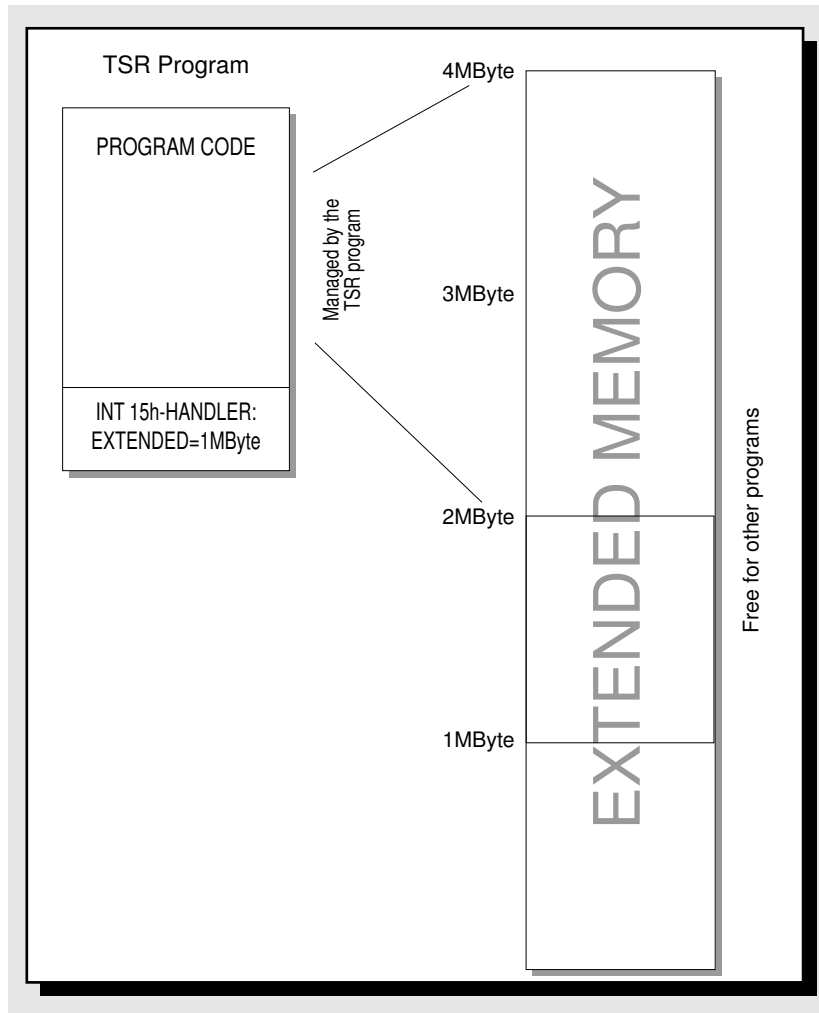 TSR Program
PROGRAM CODE
INT 15h-HANDLER:
EXTENDED=1MByte
Managed by the
TSR program
4MByte
3MByte
2MByte
1MByte
EXTENDED MEMORY
Free for other programs